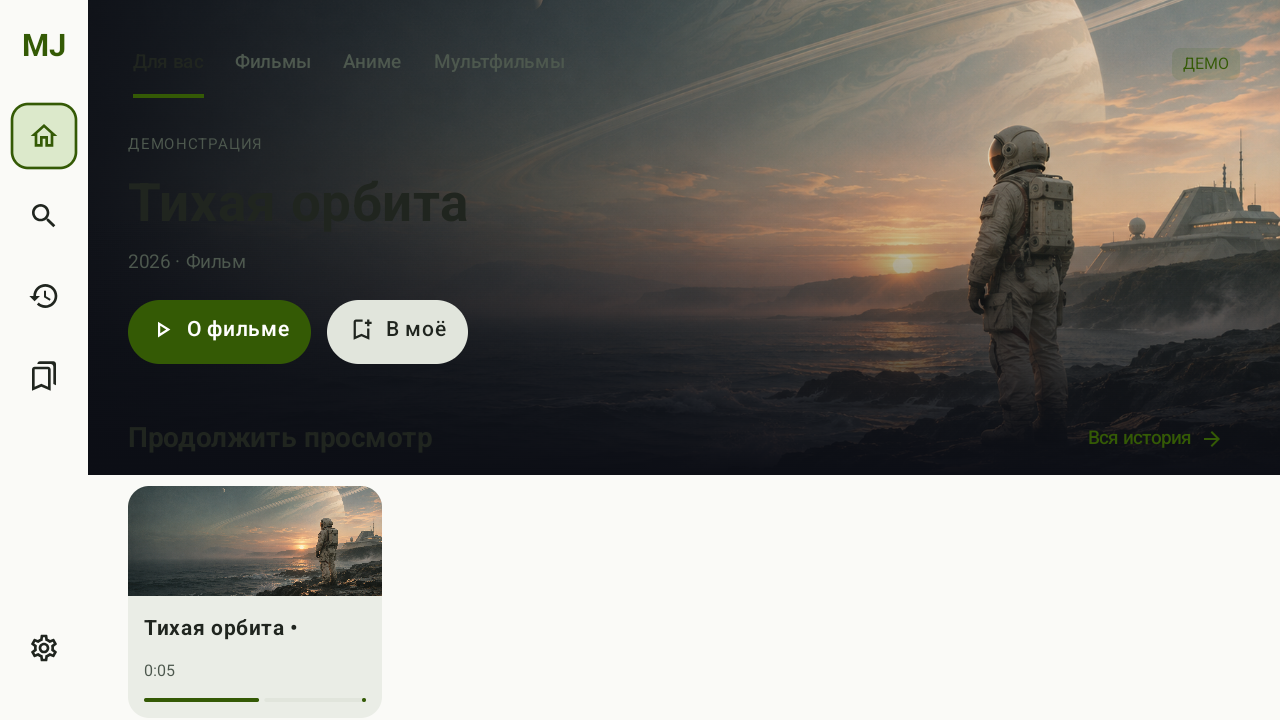 MJ
Для вас
Фильмы
Аниме
Мультфильмы
ДЕМО
ДЕМОНСТРАЦИЯ
Тихая орбита
2026 · Фильм
О фильме
В моё
Продолжить просмотр
Вся история
Тихая орбита •
0:05